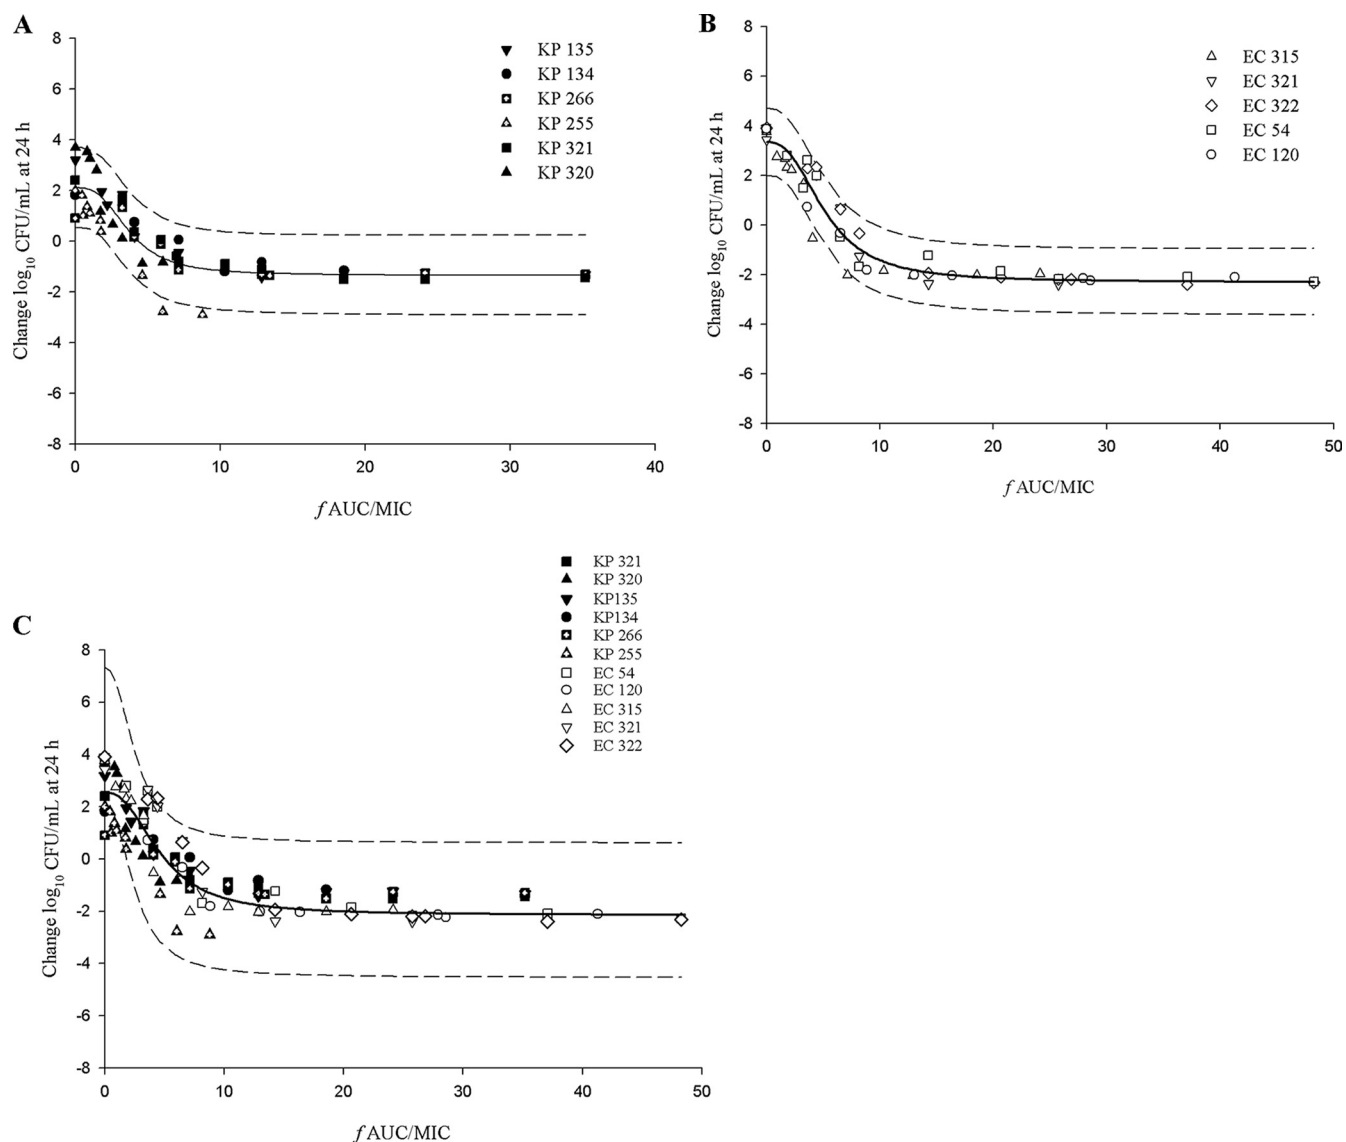 A
KP 135
KP 134
KP 266
KP 255
KP 321
KP 320
Change log10 CFU/mL at 24 h
8
6
4
2
0
-2
-4
-6
-8
0 10 20 30 40
f AUC/MIC
B
EC 315
EC 321
EC 322
EC 54
EC 120
Change log10 CFU/mL at 24 h
8
6
4
2
0
-2
-4
-6
-8
0 10 20 30 40 50
f AUC/MIC
C
KP 321
KP 320
KP135
KP134
KP 266
KP 255
EC 54
EC 120
EC 315
EC 321
EC 322
Change log10 CFU/mL at 24 h
8
6
4
2
0
-2
-4
-6
-8
0 10 20 30 40 50
f AUC/MIC